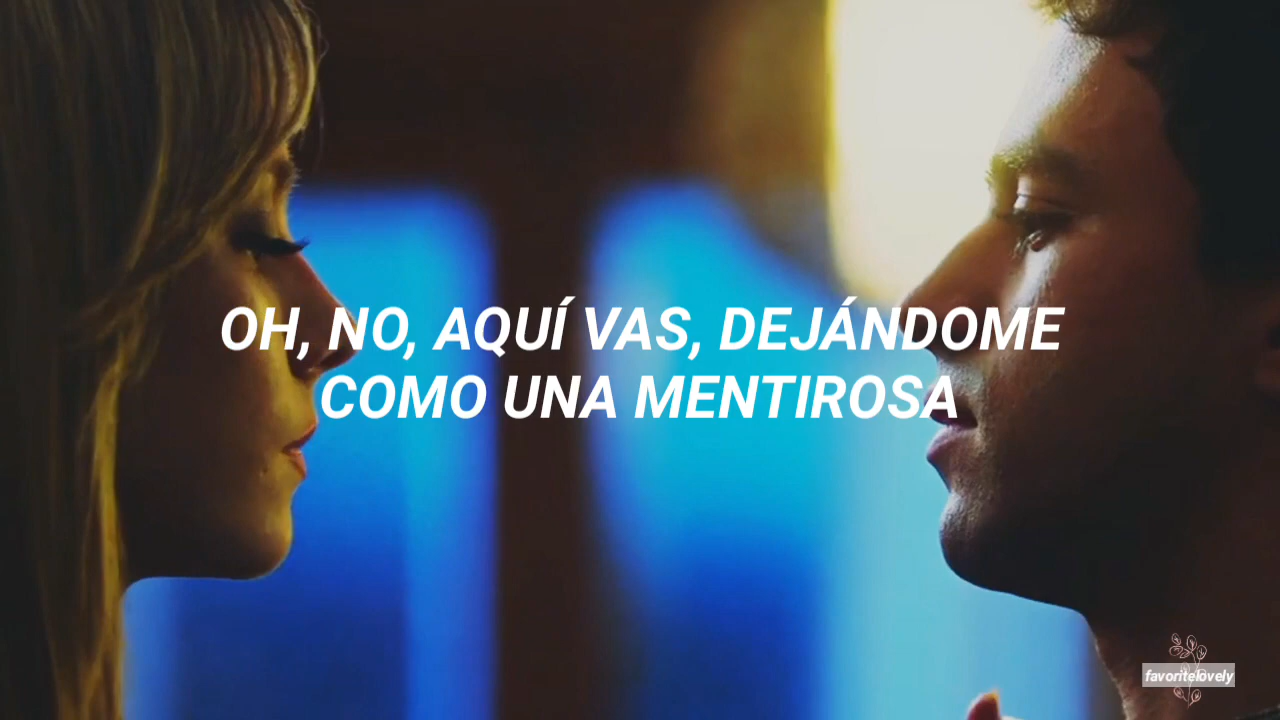 OH, NO, AQUÍ VAS, DEJÁNDOME
COMO UNA MENTIROSA
favoritelovely